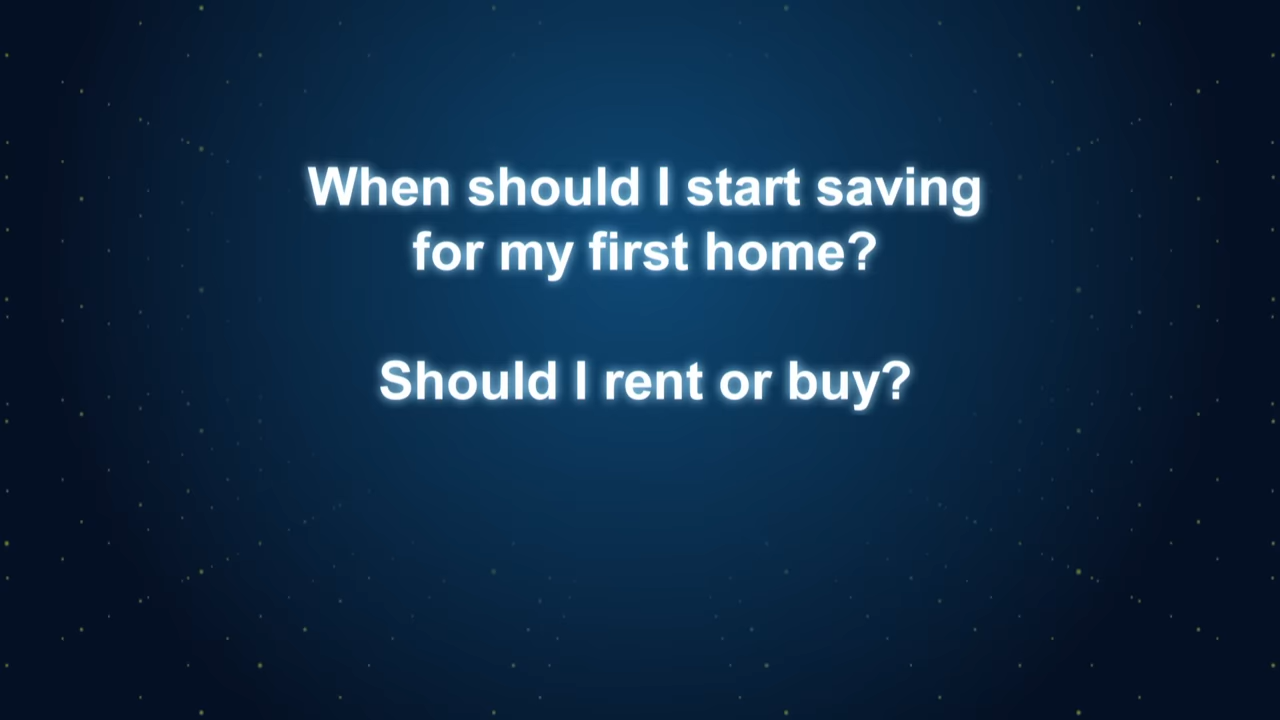 When should I start saving
for my first home?
Should I rent or buy?